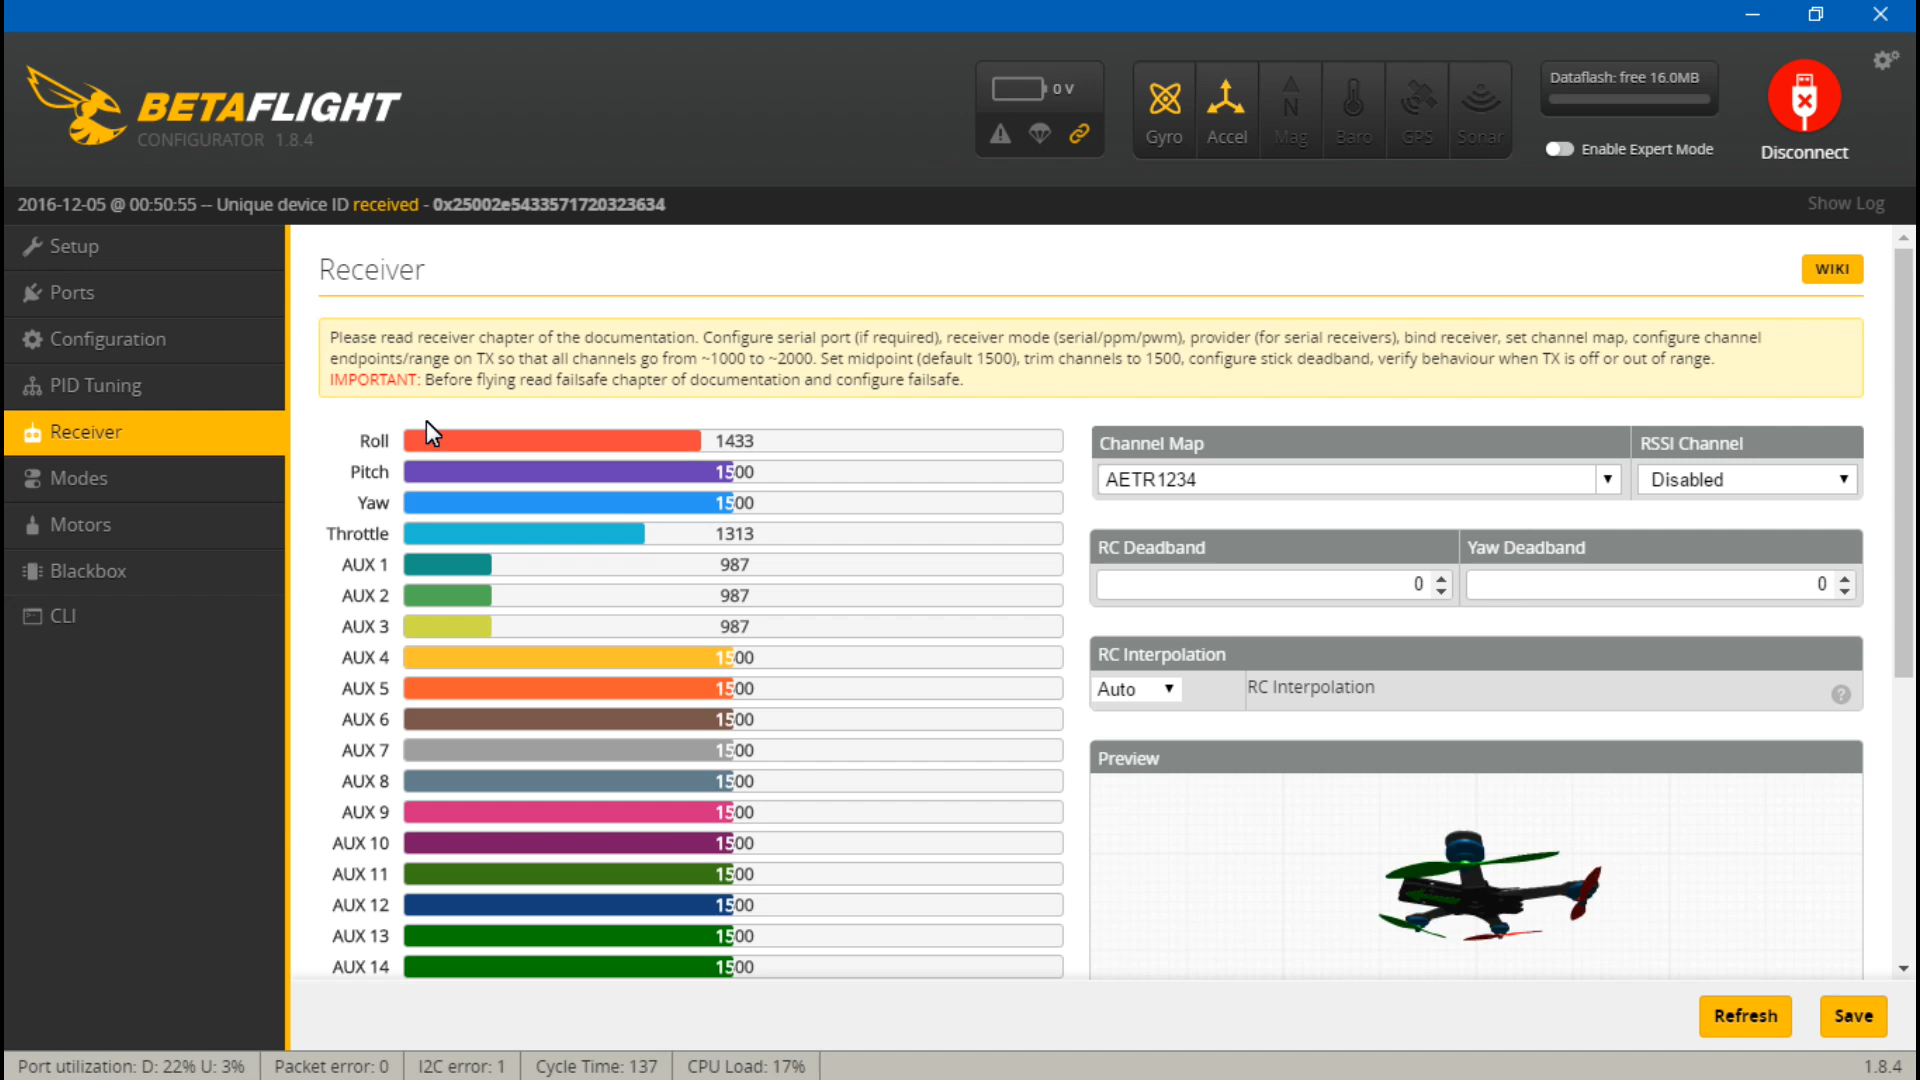 BETAFLIGHT
CONFIGURATOR 1.8.4
0 V
Gyro
Accel
Mag
Baro
GPS
Sonar
Dataflash: free 16.0MB
Enable Expert Mode
Disconnect
2016-12-05 @ 00:50:55 -- Unique device ID received - 0x25002e5433571720323634
Show Log
Setup
Ports
Configuration
PID Tuning
Receiver
Modes
Motors
Blackbox
CLI
Receiver
WIKI
Please read receiver chapter of the documentation. Configure serial port (if required), receiver mode (serial/ppm/pwm), provider (for serial receivers), bind receiver, set channel map, configure channel
endpoints/range on TX so that all channels go from ~1000 to ~2000. Set midpoint (default 1500), trim channels to 1500, configure stick deadband, verify behaviour when TX is off or out of range.
IMPORTANT: Before flying read failsafe chapter of documentation and configure failsafe.
Roll 1433
Pitch 1500
Yaw 1500
Throttle 1313
AUX 1 987
AUX 2 987
AUX 3 987
AUX 4 1500
AUX 5 1500
AUX 6 1500
AUX 7 1500
AUX 8 1500
AUX 9 1500
AUX 10 1500
AUX 11 1500
AUX 12 1500
AUX 13 1500
AUX 14 1500
Channel Map RSSI Channel
AETR1234 Disabled
RC Deadband Yaw Deadband
0 0
RC Interpolation
Auto RC Interpolation ?
Preview
Refresh
Save
Port utilization: D: 22% U: 3% Packet error: 0 I2C error: 1 Cycle Time: 137 CPU Load: 17% 1.8.4